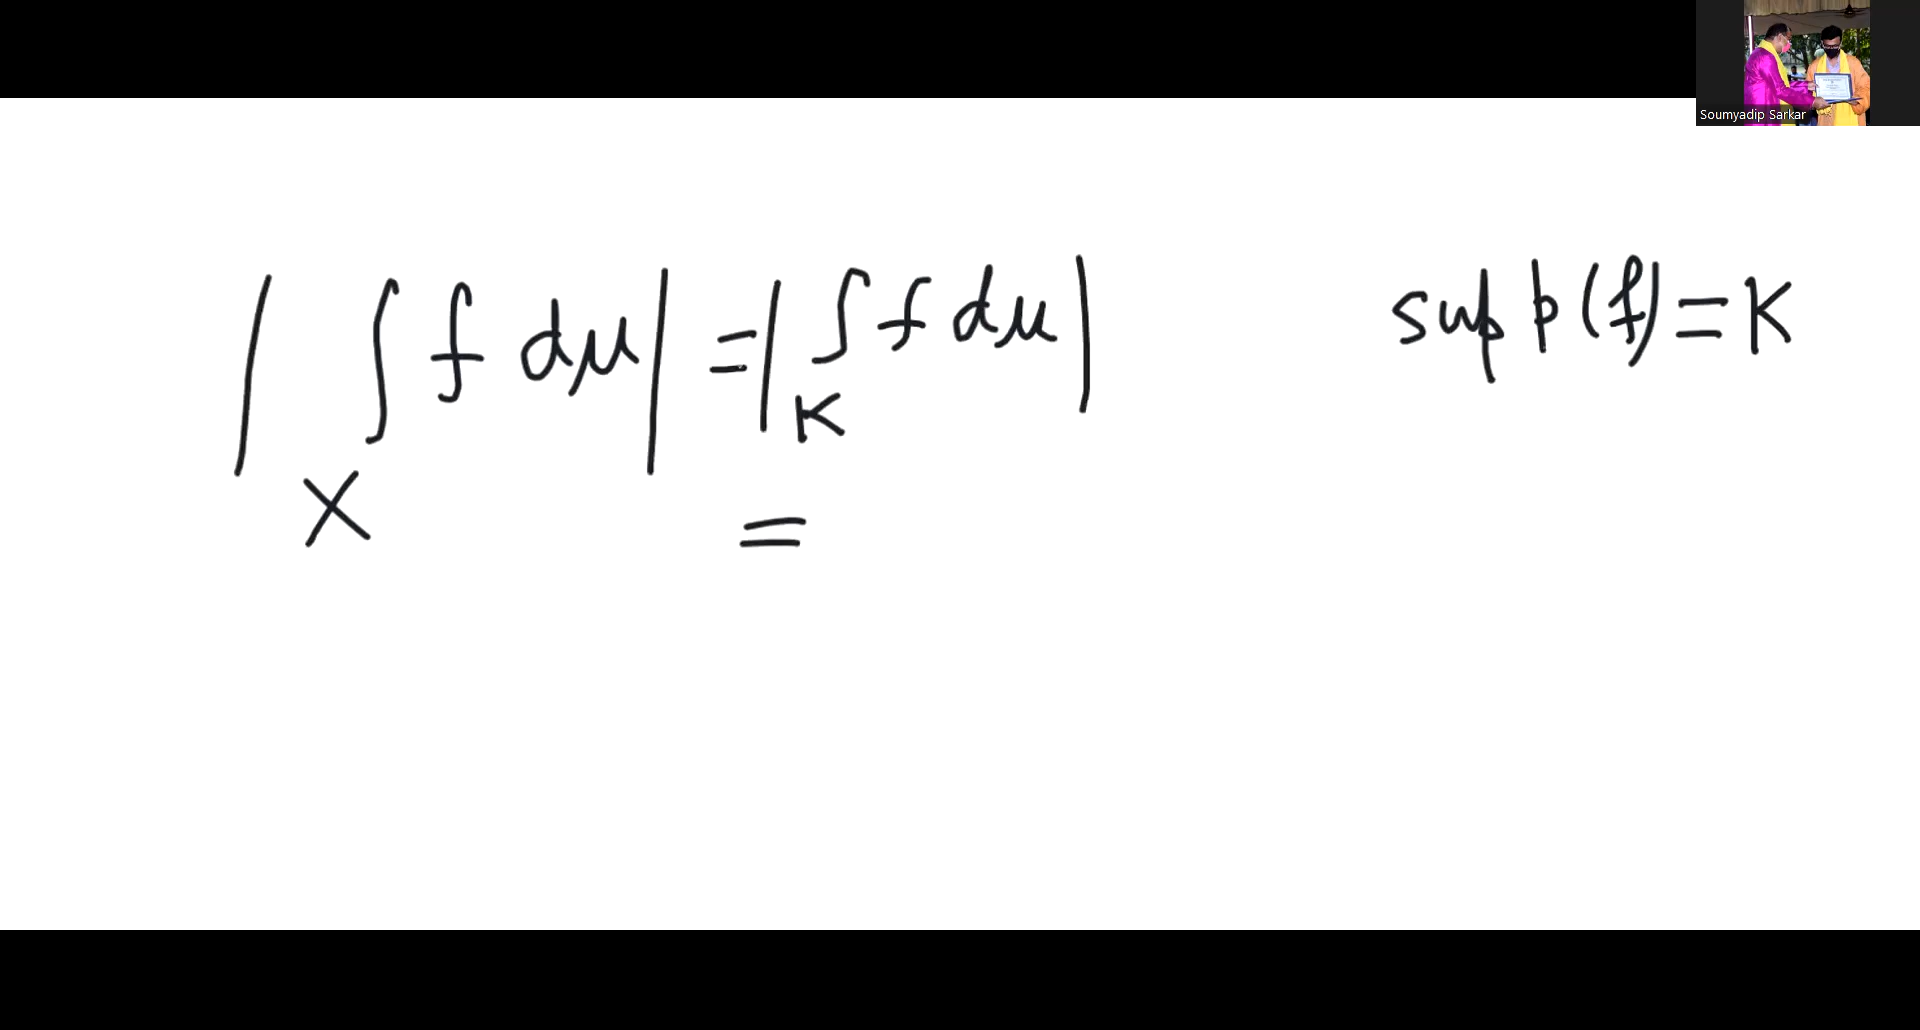 Soumyadip Sarkar
| ∫_X f dμ | = | ∫_K f dμ | supp(f) = K
=